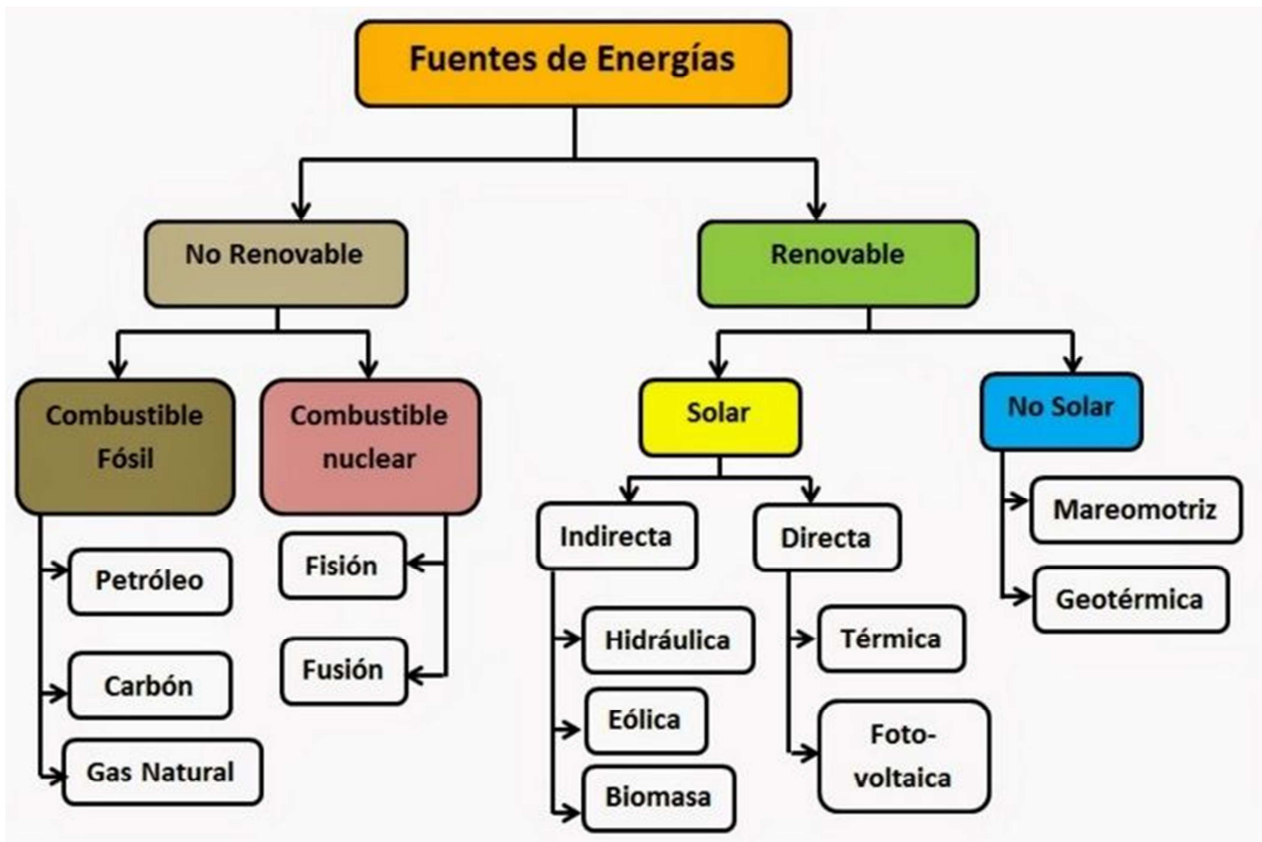 Fuentes de Energías
No Renovable
Renovable
Combustible
Fósil
Combustible
nuclear
Solar
No Solar
Petróleo
Carbón
Gas Natural
Fisión
Fusión
Indirecta
Directa
Hidráulica
Eólica
Biomasa
Térmica
Foto-
voltaica
Mareomotriz
Geotérmica